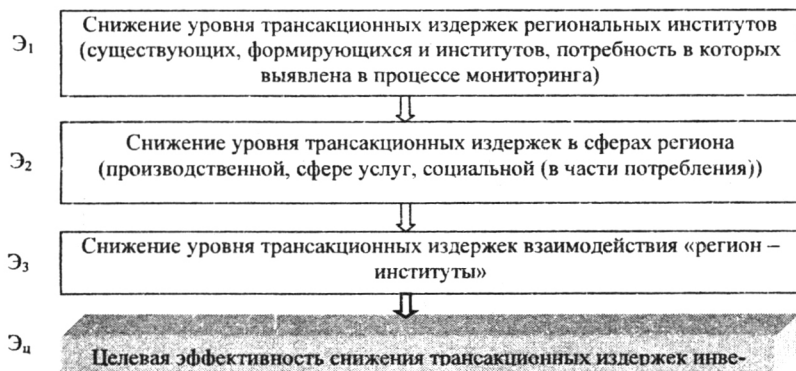 Э₁
Снижение уровня трансакционных издержек региональных институтов
(существующих, формирующихся и институтов, потребность в которых
выявлена в процессе мониторинга)
Э₂
Снижение уровня трансакционных издержек в сферах региона
(производственной, сфере услуг, социальной (в части потребления))
Э₃
Снижение уровня трансакционных издержек взаимодействия «регион –
институты»
Эц
Целевая эффективность снижения трансакционных издержек инве-